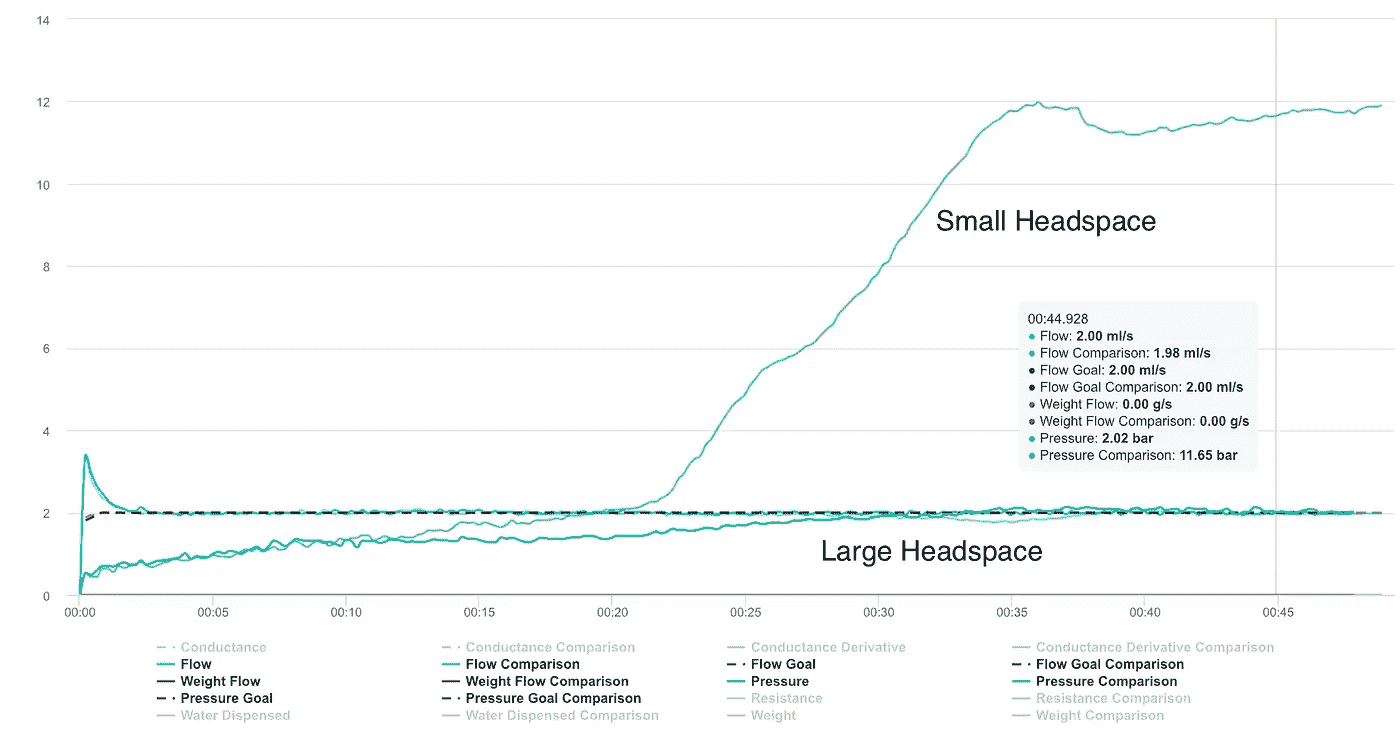 14
12
10
8
6
4
2
0
Small Headspace
00:44.928
Flow: 2.00 ml/s
Flow Comparison: 1.98 ml/s
Flow Goal: 2.00 ml/s
Flow Goal Comparison: 2.00 ml/s
Weight Flow: 0.00 g/s
Weight Flow Comparison: 0.00 g/s
Pressure: 2.02 bar
Pressure Comparison: 11.65 bar
Large Headspace
00:00 00:05 00:10 00:15 00:20 00:25 00:30 00:35 00:40 00:45
Conductance Conductance Comparison Conductance Derivative Conductance Derivative Comparison
Flow Flow Comparison Flow Goal Flow Goal Comparison
Weight Flow Weight Flow Comparison Pressure Pressure Comparison
Pressure Goal Pressure Goal Comparison Resistance Resistance Comparison
Water Dispensed Water Dispensed Comparison Weight Weight Comparison